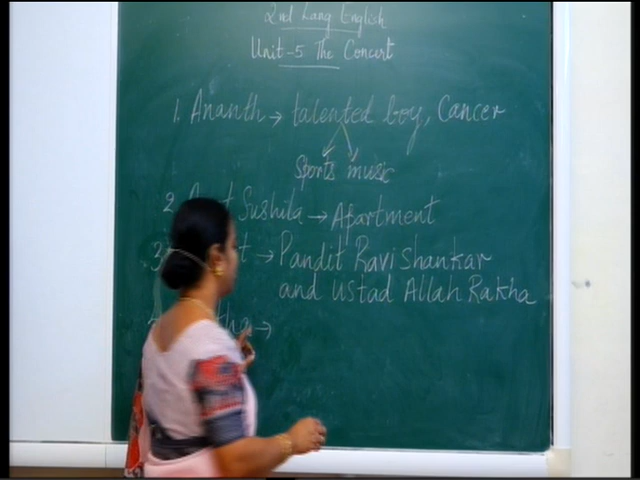 2nd Lang English
Unit-5 The Concert
1. Ananth → talented boy, Cancer
Sports music
2 Sushila → Apartment
3 → Pandit Ravi Shankar
and Ustad Allah Rakha
→